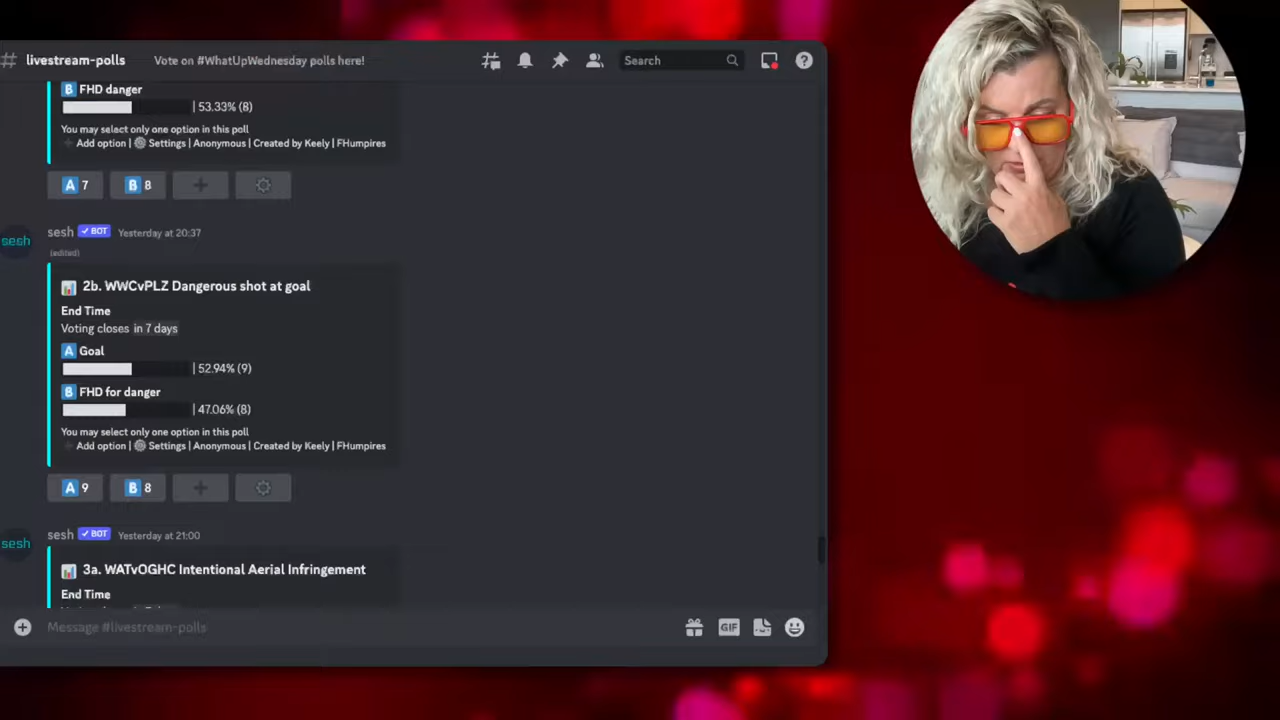 # livestream-polls Vote on #WhatUpWednesday polls here! Search
B FHD danger
| 53.33% (8)
You may select only one option in this poll
Add option | Settings | Anonymous | Created by Keely | FHumpires
A 7 B 8
sesh ✓ BOT Yesterday at 20:37
(edited)
sesh
2b. WWCvPLZ Dangerous shot at goal
End Time
Voting closes in 7 days
A Goal
| 52.94% (9)
B FHD for danger
| 47.06% (8)
You may select only one option in this poll
Add option | Settings | Anonymous | Created by Keely | FHumpires
A 9 B 8
sesh ✓ BOT Yesterday at 21:00
sesh
3a. WATvOGHC Intentional Aerial Infringement
End Time
Message #livestream-polls GIF